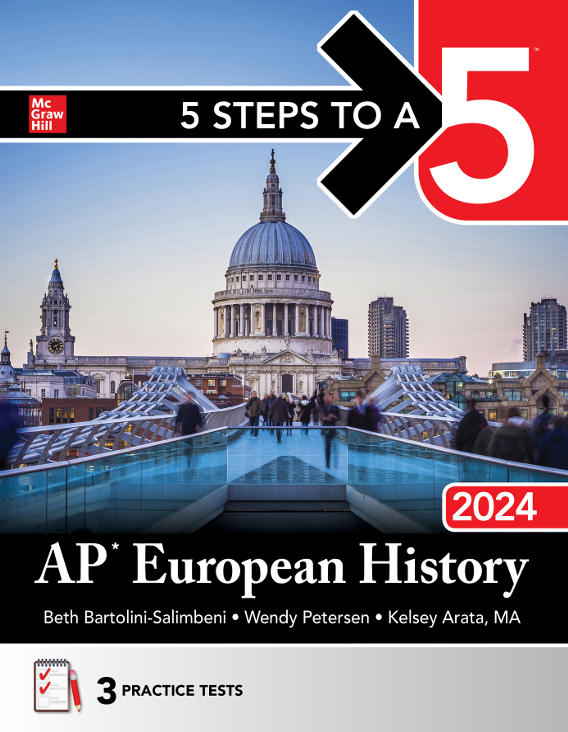 Mc
Graw
Hill
5 STEPS TO A
5™
2024
AP* European History
Beth Bartolini-Salimbeni • Wendy Petersen • Kelsey Arata, MA
3 PRACTICE TESTS